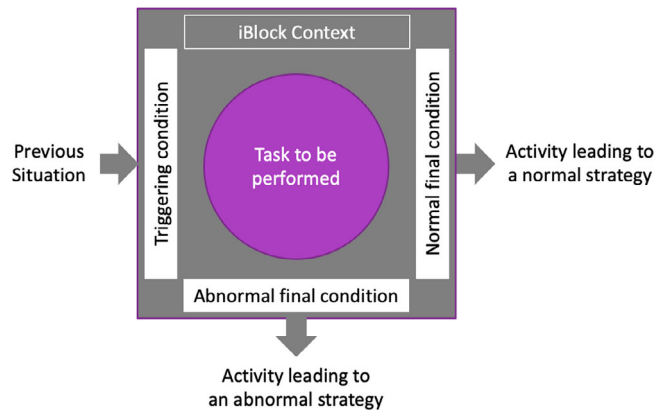 iBlock Context
Previous
Situation
Triggering condition
Task to be
performed
Normal final condition
Activity leading to
a normal strategy
Abnormal final condition
Activity leading to
an abnormal strategy